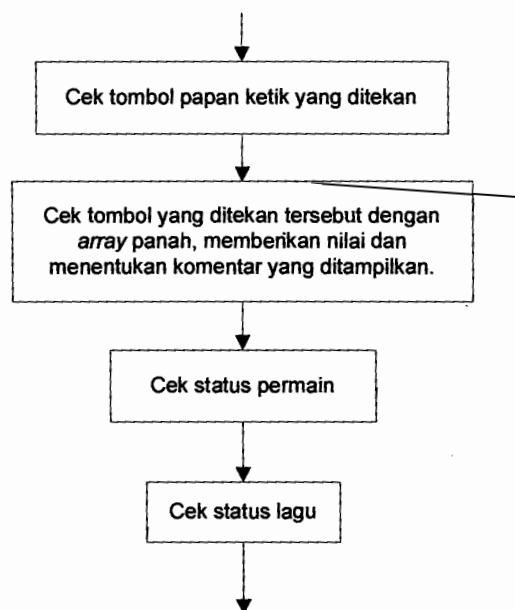 Cek tombol papan ketik yang ditekan
Cek tombol yang ditekan tersebut dengan
array panah, memberikan nilai dan
menentukan komentar yang ditampilkan.
Cek status permain
Cek status lagu